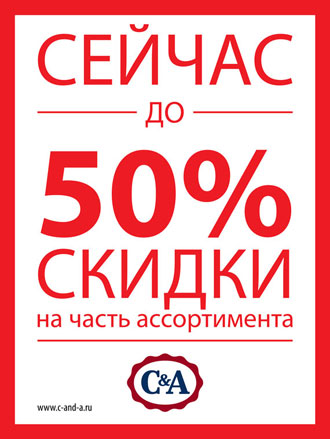 СЕЙЧАС
ДО
50%
СКИДКИ
на часть ассортимента
C&A
www.c-and-a.ru